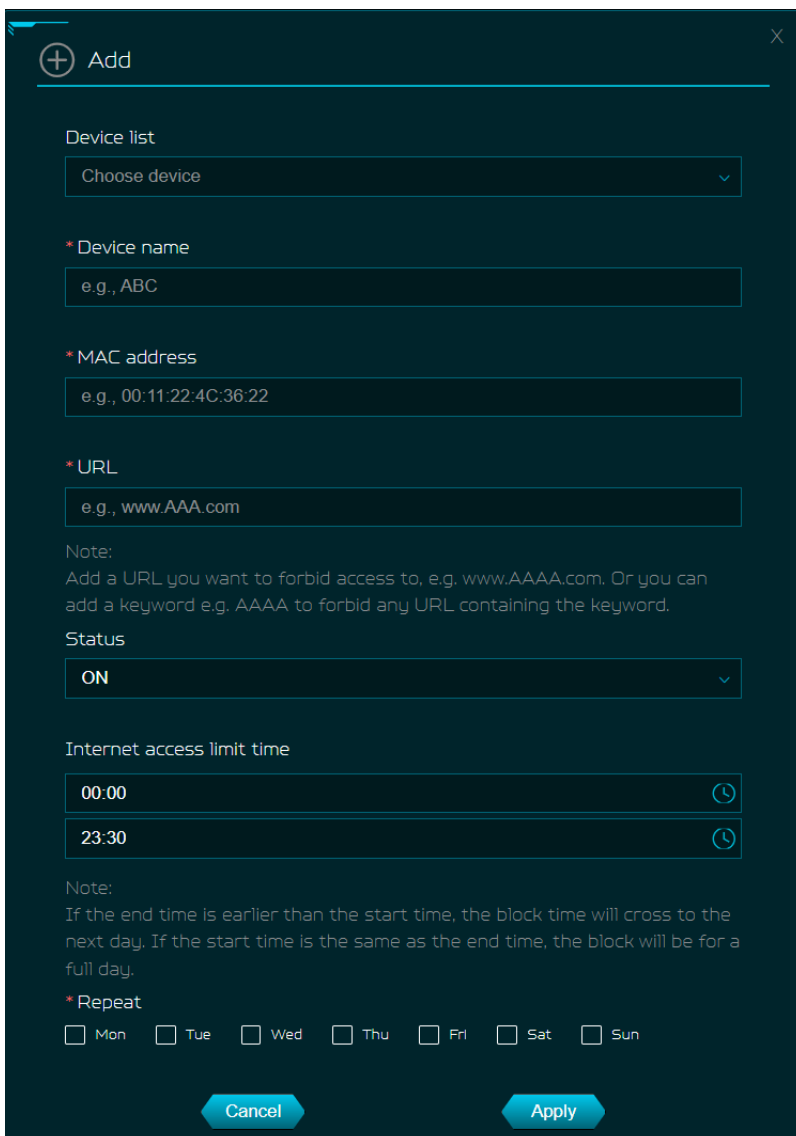 X
Add
Device list
Choose device
* Device name
e.g., ABC
* MAC address
e.g., 00:11:22:4C:36:22
* URL
e.g., www.AAA.com
Note:
Add a URL you want to forbid access to, e.g. www.AAAA.com. Or you can
add a keyword e.g. AAAA to forbid any URL containing the keyword.
Status
ON
Internet access limit time
00:00
23:30
Note:
If the end time is earlier than the start time, the block time will cross to the
next day. If the start time is the same as the end time, the block will be for a
full day.
* Repeat
Mon Tue Wed Thu Fri Sat Sun
Cancel Apply